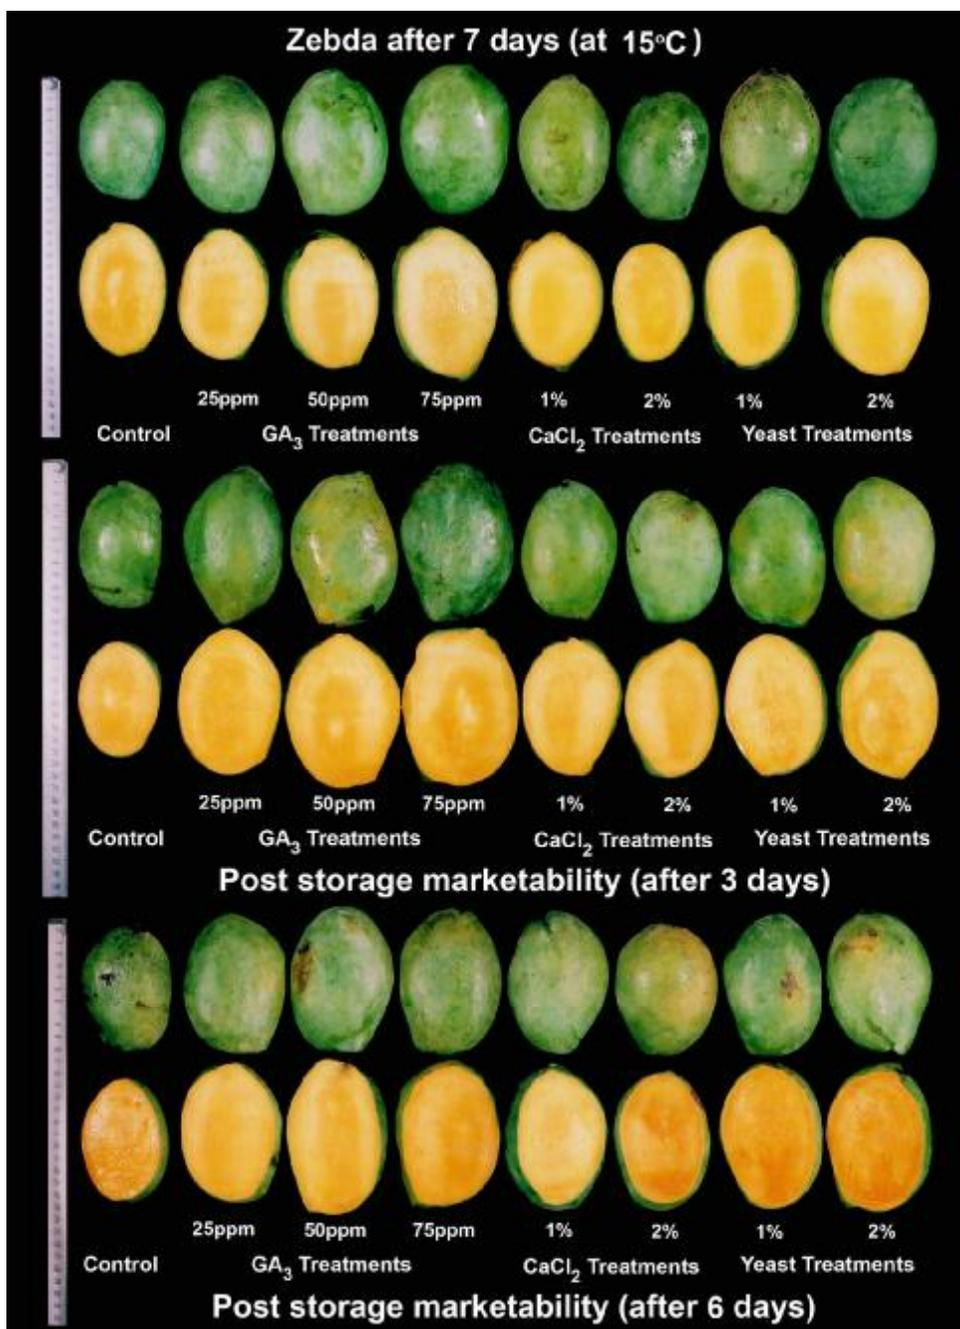 Zebda after 7 days (at 15°C)
25ppm 50ppm 75ppm 1% 2% 1% 2%
Control GA₃ Treatments CaCl₂ Treatments Yeast Treatments
25ppm 50ppm 75ppm 1% 2% 1% 2%
Control GA₃ Treatments CaCl₂ Treatments Yeast Treatments
Post storage marketability (after 3 days)
25ppm 50ppm 75ppm 1% 2% 1% 2%
Control GA₃ Treatments CaCl₂ Treatments Yeast Treatments
Post storage marketability (after 6 days)